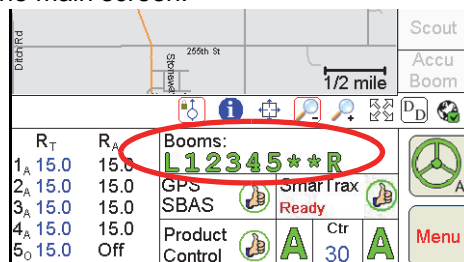 he main screen.
Ditch Rd
266th St
Stoneway
1/2 mile
Scout
Accu
Boom
DD
RT RA
1A 15.0 15.0
2A 15.0 15.0
3A 15.0 15.0
4A 15.0 15.0
5O 15.0 Off
Booms:
L12345**R
GPS
SBAS
SmarTrax
Ready
Product
Control
A
Ctr
30
A
A
Menu